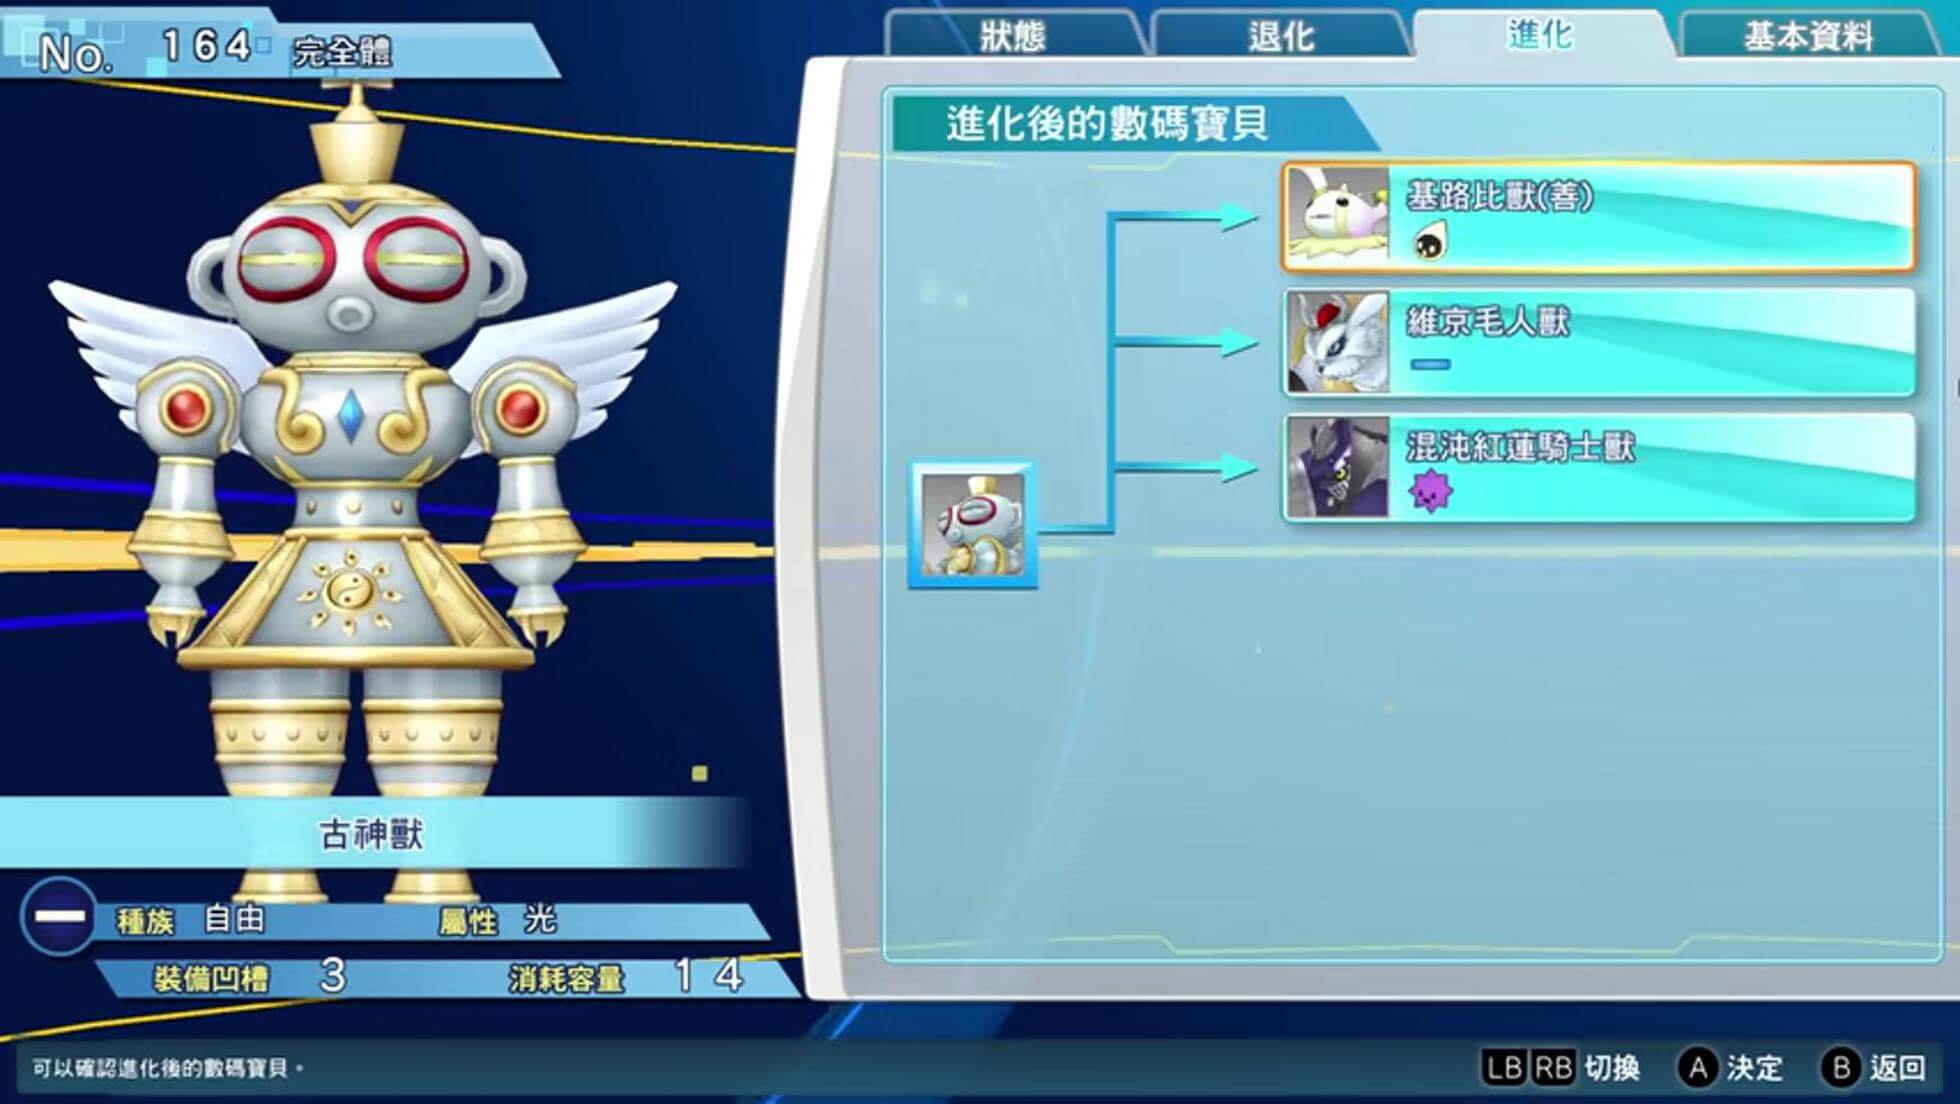 No. 164 完全體
狀態 退化 進化 基本資料
進化後的數碼寶貝
基路比獸(善)
維京毛人獸
混沌紅蓮騎士獸
古神獸
種族 自由 屬性 光
裝備凹槽 3 消耗容量 14
可以確認進化後的數碼寶貝。
LB RB 切換 A 決定 B 返回